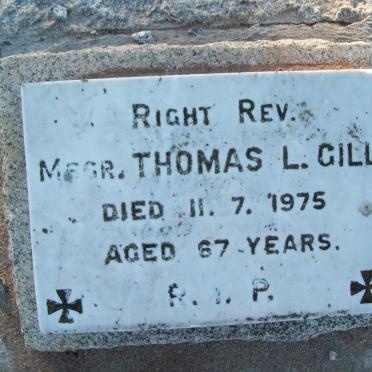 RIGHT REV.
MSGR. THOMAS L. GILL
DIED 11. 7. 1975
AGED 67 YEARS.
R. I. P.